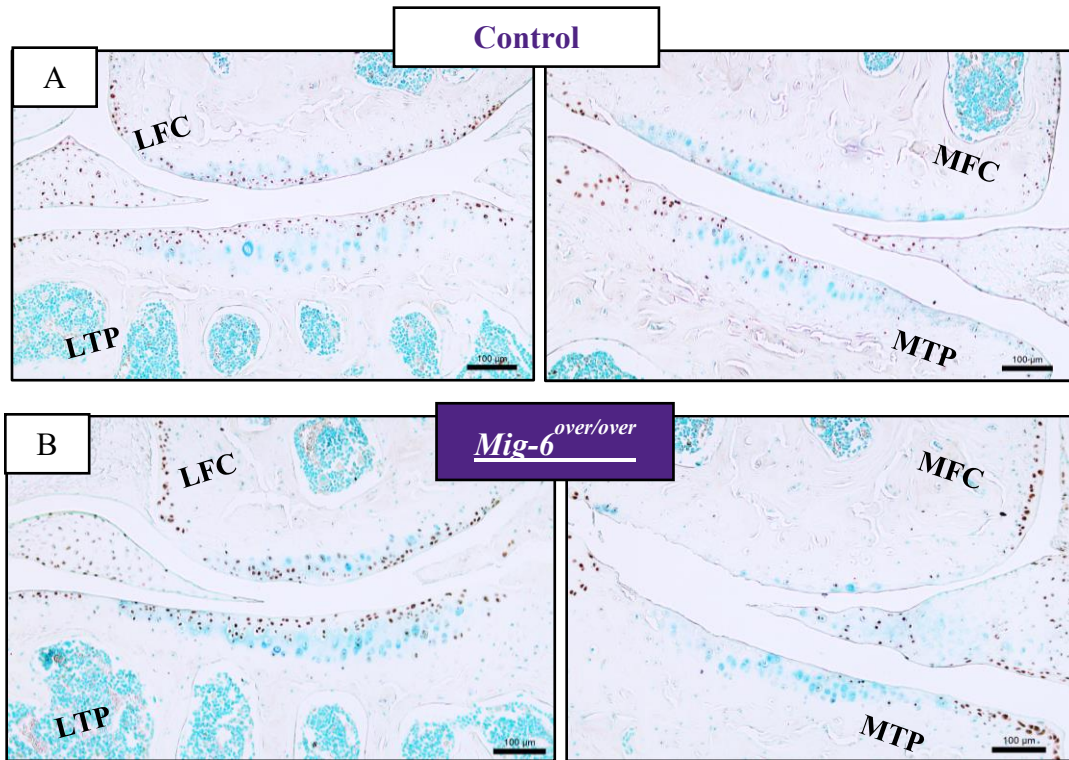 Control
A
LFC
MFC
LTP
100 µm
MTP
100 µm
B
Mig-6over/over
LFC
MFC
LTP
100 µm
MTP
100 µm